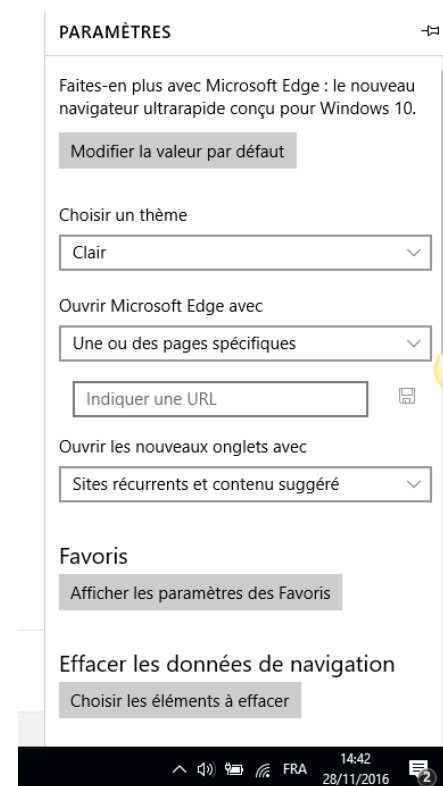 PARAMÈTRES
Faites-en plus avec Microsoft Edge : le nouveau
navigateur ultrarapide conçu pour Windows 10.
Modifier la valeur par défaut
Choisir un thème
Clair
Ouvrir Microsoft Edge avec
Une ou des pages spécifiques
Indiquer une URL
Ouvrir les nouveaux onglets avec
Sites récurrents et contenu suggéré
Favoris
Afficher les paramètres des Favoris
Effacer les données de navigation
Choisir les éléments à effacer
FRA
14:42
28/11/2016
2